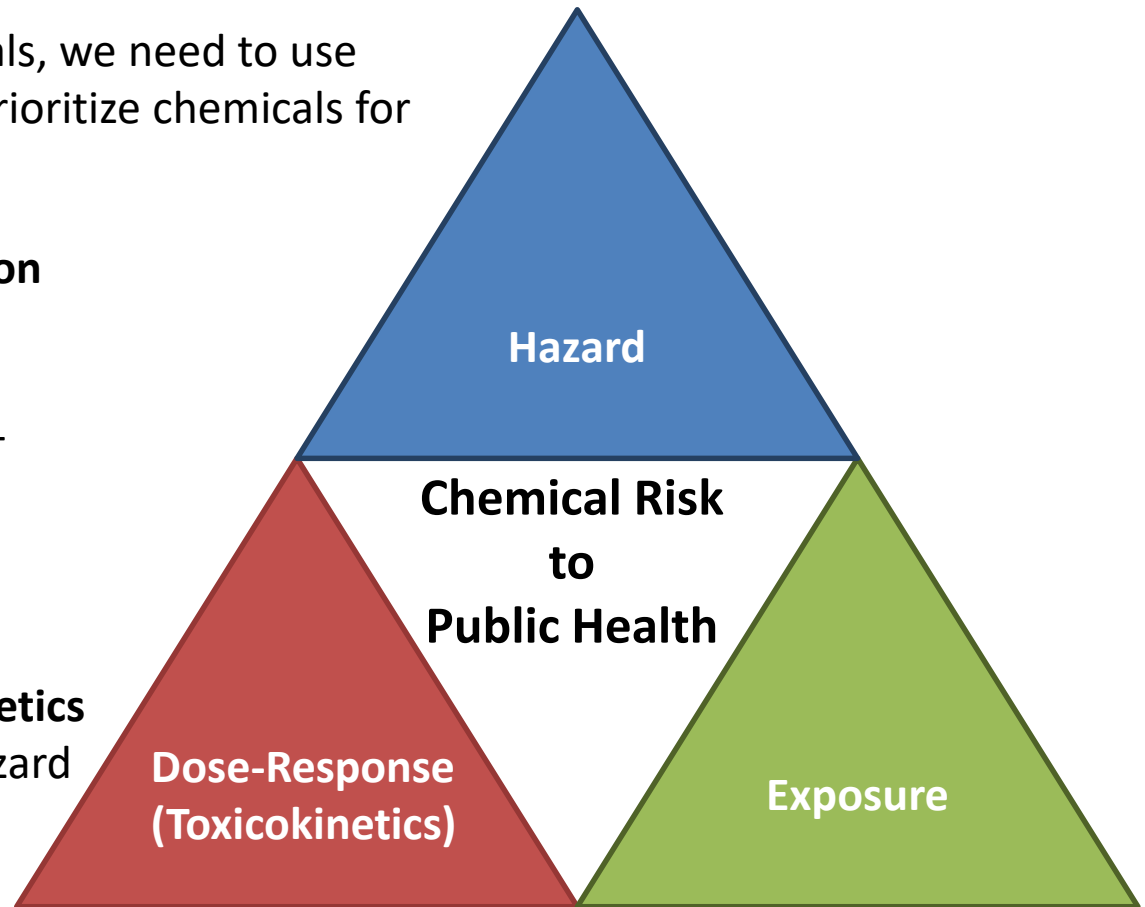 als, we need to use
rioritize chemicals for
on
Hazard
Chemical Risk
to
Public Health
etics
zard
Dose-Response
(Toxicokinetics)
Exposure